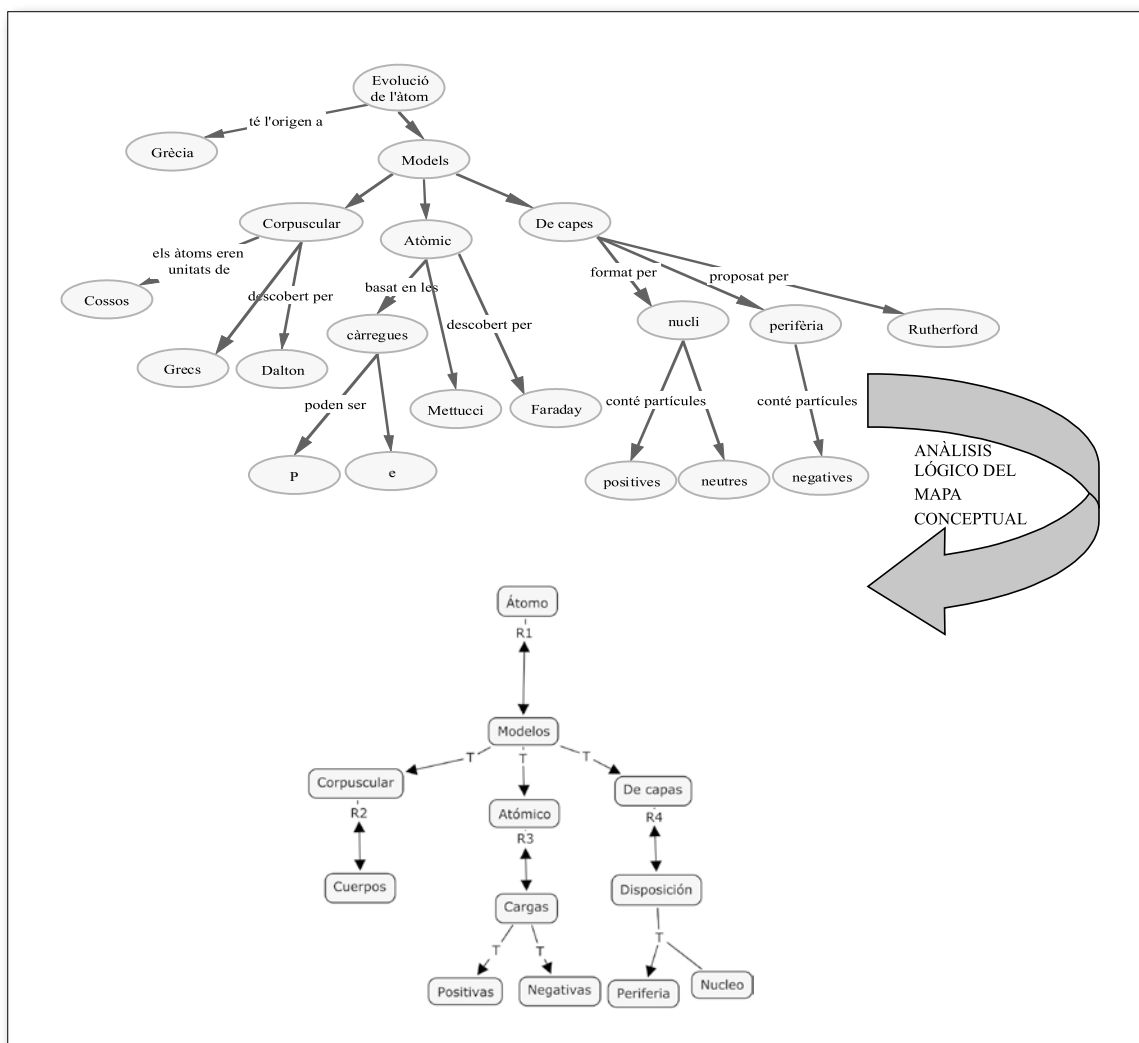 Evolució
de l'àtom
té l'origen a
Grècia
Models
Corpuscular
Atòmic
De capes
els àtoms eren
unitats de
format per
proposat per
Cossos
descobert per
basat en les
càrregues
descobert per
nucli
perifèria
Rutherford
Grecs
Dalton
poden ser
Mettucci
Faraday
conté partícules
conté partícules
P
e
positives
neutres
negatives
ANÀLISIS
LÓGICO DEL
MAPA
CONCEPTUAL
Átomo
R1
Modelos
T
T
T
Corpuscular
De capas
R2
Atómico
R4
R3
Cuerpos
Disposición
Cargas
T
T
T
Positivas
Negativas
Periferia
Nucleo